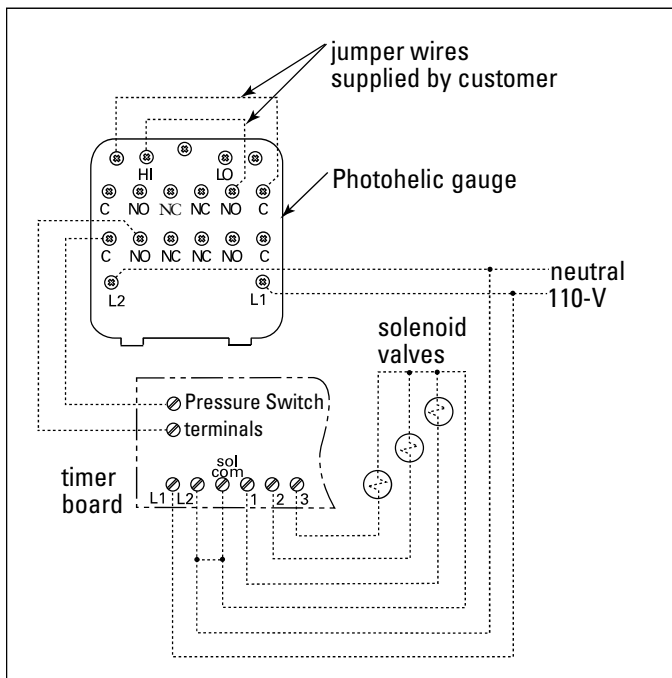 jumper wires
supplied by customer
HI LO
C NO NC NC NO C
Photohelic gauge
C NO NC NC NO C
L2 L1
neutral
110-V
solenoid
valves
Pressure Switch
terminals
timer
board
sol
com
L1 L2 1 2 3